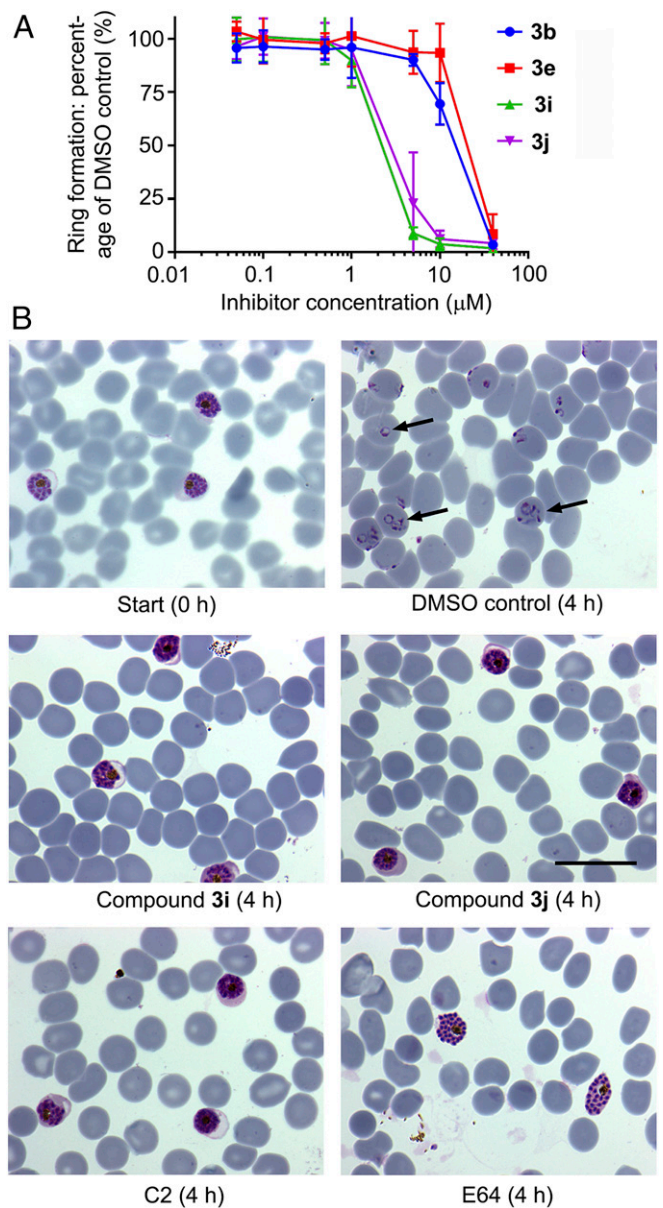 A
Ring formation: percent-
age of DMSO control (%)
100
75
50
25
0
0.01
0.1
1
10
100
Inhibitor concentration (μM)
3b
3e
3i
3j
B
Start (0 h)
DMSO control (4 h)
Compound 3i (4 h)
Compound 3j (4 h)
C2 (4 h)
E64 (4 h)